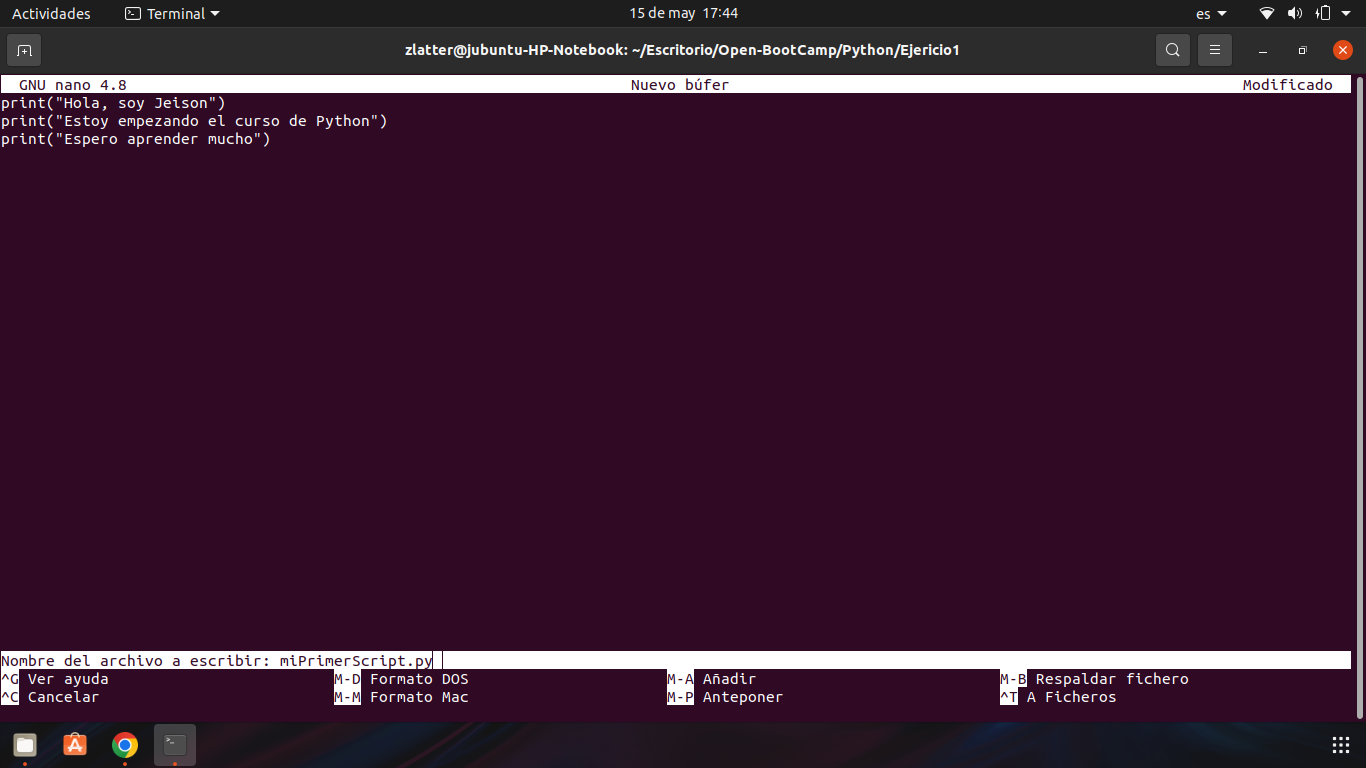 Actividades Terminal 15 de may 17:44 es
zlatter@jubuntu-HP-Notebook: ~/Escritorio/Open-BootCamp/Python/Ejericio1
GNU nano 4.8 Nuevo búfer Modificado
print("Hola, soy Jeison")
print("Estoy empezando el curso de Python")
print("Espero aprender mucho")
Nombre del archivo a escribir: miPrimerScript.py
^G Ver ayuda M-D Formato DOS M-A Añadir M-B Respaldar fichero
^C Cancelar M-M Formato Mac M-P Anteponer ^T A Ficheros